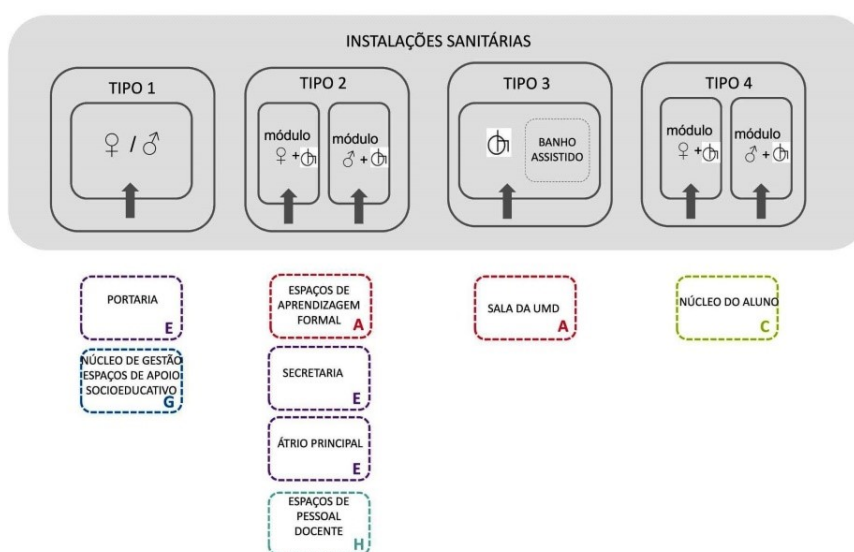 INSTALAÇÕES SANITÁRIAS
TIPO 1
♀ / ♂
TIPO 2
módulo
♀ +
módulo
♂ +
TIPO 3
BANHO
ASSISTIDO
TIPO 4
módulo
♀ +
módulo
♂ +
PORTARIA
E
NÚCLEO DE GESTÃO
ESPAÇOS DE APOIO
SOCIOEDUCATIVO
G
ESPAÇOS DE
APRENDIZAGEM
FORMAL
A
SECRETARIA
E
ÁTRIO PRINCIPAL
E
ESPAÇOS DE
PESSOAL
DOCENTE
H
SALA DA UMD
A
NÚCLEO DO ALUNO
C